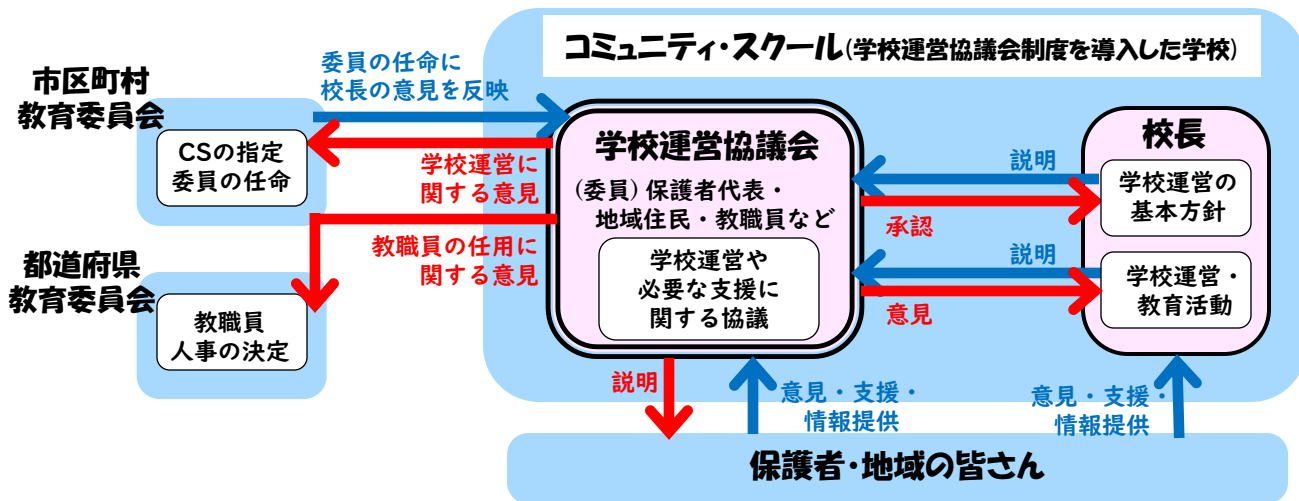 コミュニティ・スクール(学校運営協議会制度を導入した学校)
市区町村
教育委員会
CSの指定
委員の任命
委員の任命に
校長の意見を反映
学校運営に
関する意見
教職員の任用に
関する意見
都道府県
教育委員会
教職員
人事の決定
学校運営協議会
(委員) 保護者代表・
地域住民・教職員など
学校運営や
必要な支援に
関する協議
説明
承認
説明
意見
校長
学校運営の
基本方針
学校運営・
教育活動
説明
意見・支援・
情報提供
意見・支援・
情報提供
保護者・地域の皆さん